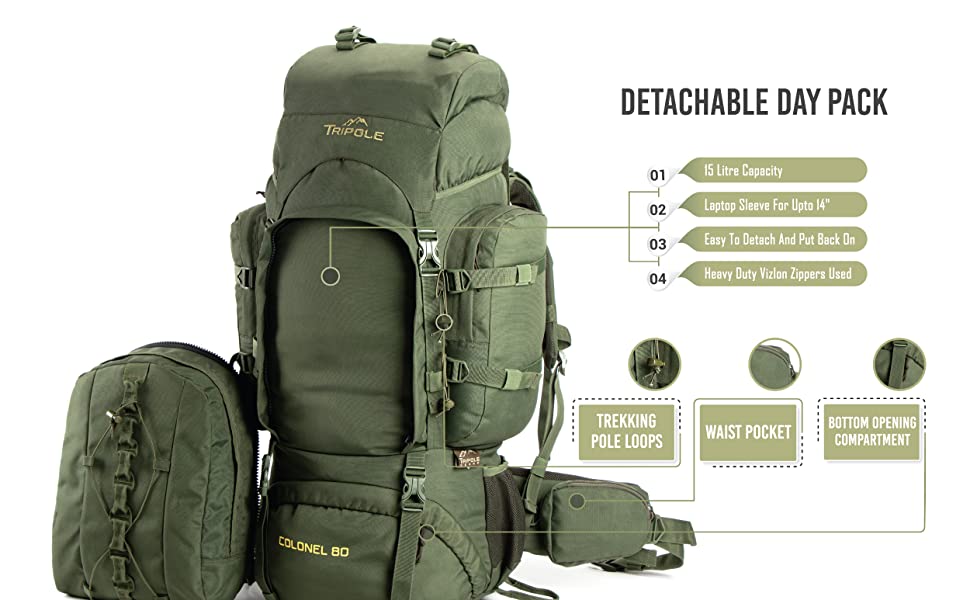 DETACHABLE DAY PACK
TRIPOLE
01 15 Litre Capacity
02 Laptop Sleeve For Upto 14"
03 Easy To Detach And Put Back On
04 Heavy Duty Vizlon Zippers Used
TREKKING
POLE LOOPS
WAIST POCKET
BOTTOM OPENING
COMPARTMENT
TRIPOLE
COLONEL 80